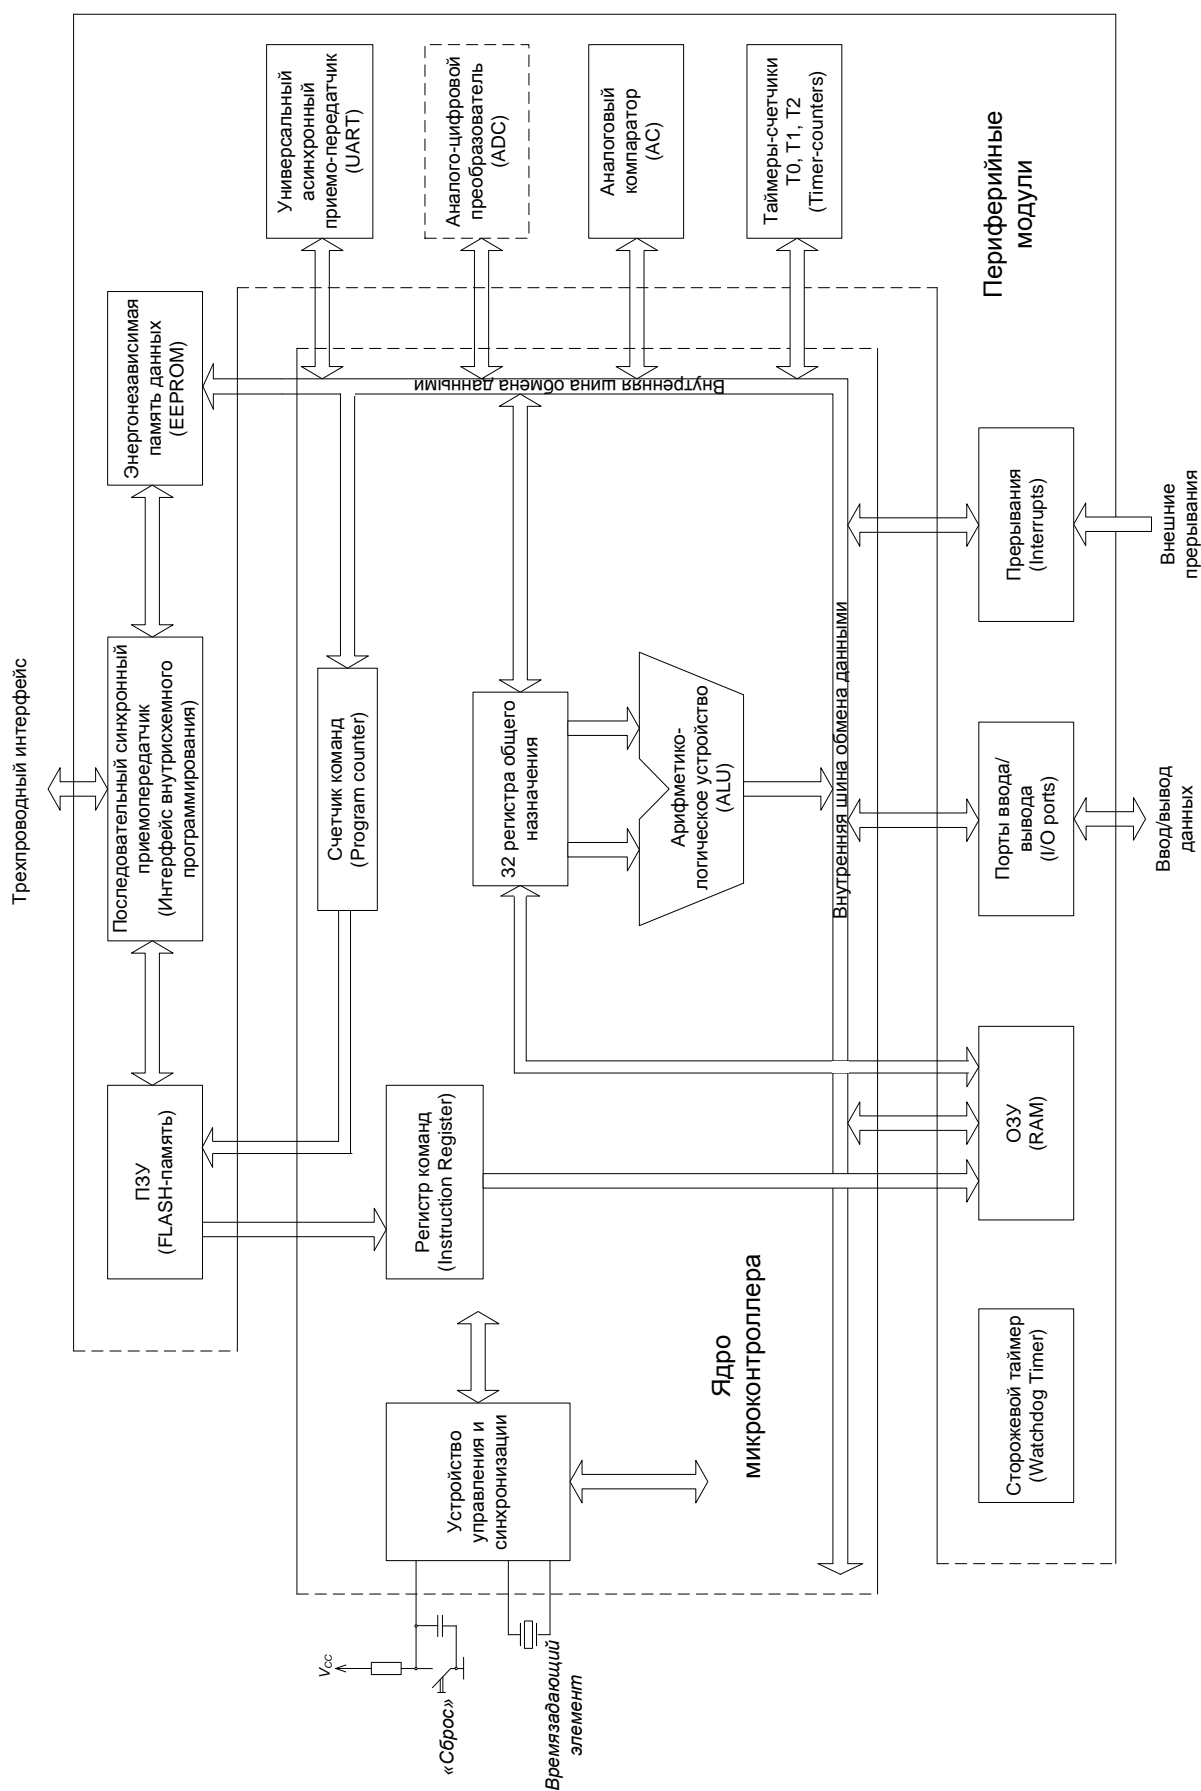 Трехпроводный интерфейс
ПЗУ
(FLASH-память)
Последовательный синхронный
приемопередатчик
(Интерфейс внутрисхемного
программирования)
Энергонезависимая
память данных
(EEPROM)
Универсальный
асинхронный
приемо-передатчик
(UART)
Аналого-цифровой
преобразователь
(ADC)
Аналоговый
компаратор
(AC)
Таймеры-счетчики
T0, T1, T2
(Timer-counters)
Периферийные
модули
Счетчик команд
(Program counter)
Внутренняя шина обмена данными
Регистр команд
(Instruction Register)
32 регистра общего
назначения
Арифметико-
логическое устройство
(ALU)
Внутренняя шина обмена данными
Vcc
«Сброс»
Времязадающий
элемент
Устройство
управления и
синхронизации
Ядро
микроконтроллера
Сторожевой таймер
(Watchdog Timer)
ОЗУ
(RAM)
Порты ввода/
вывода
(I/O ports)
Прерывания
(Interrupts)
Ввод/вывод
данных
Внешние
прерывания